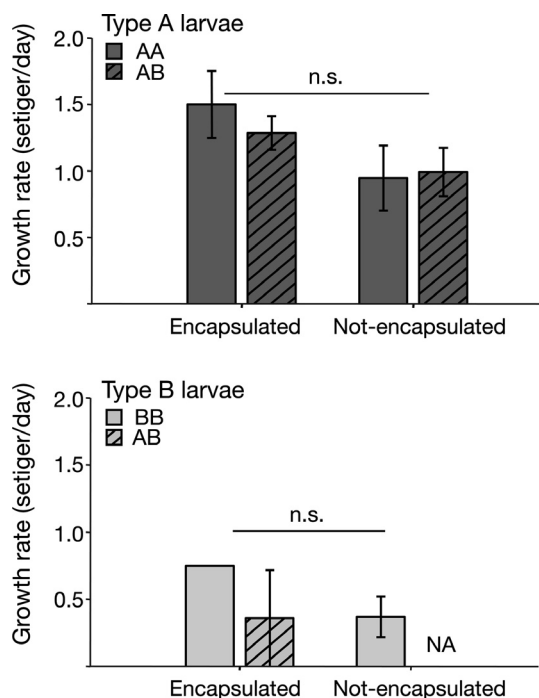 Type A larvae
AA
AB
n.s.
Growth rate (setiger/day)
2.0
1.5
1.0
0.5
Encapsulated Not-encapsulated
Type B larvae
BB
AB
n.s.
NA
Growth rate (setiger/day)
2.0
1.5
1.0
0.5
Encapsulated Not-encapsulated